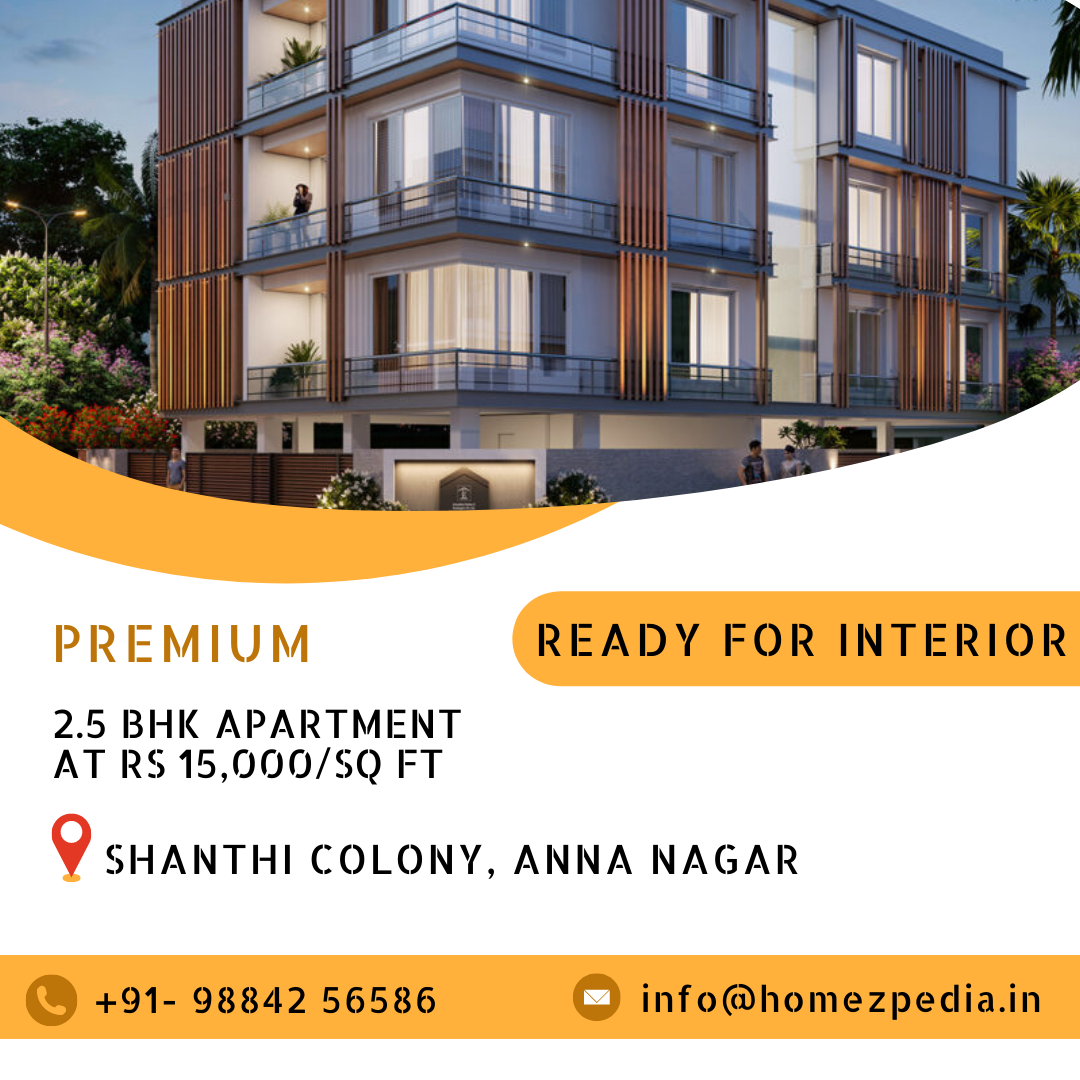 PREMIUM
READY FOR INTERIOR
2.5 BHK APARTMENT
AT RS 15,000/SQ FT
SHANTHI COLONY, ANNA NAGAR
+91- 98842 56586
info@homezpedia.in